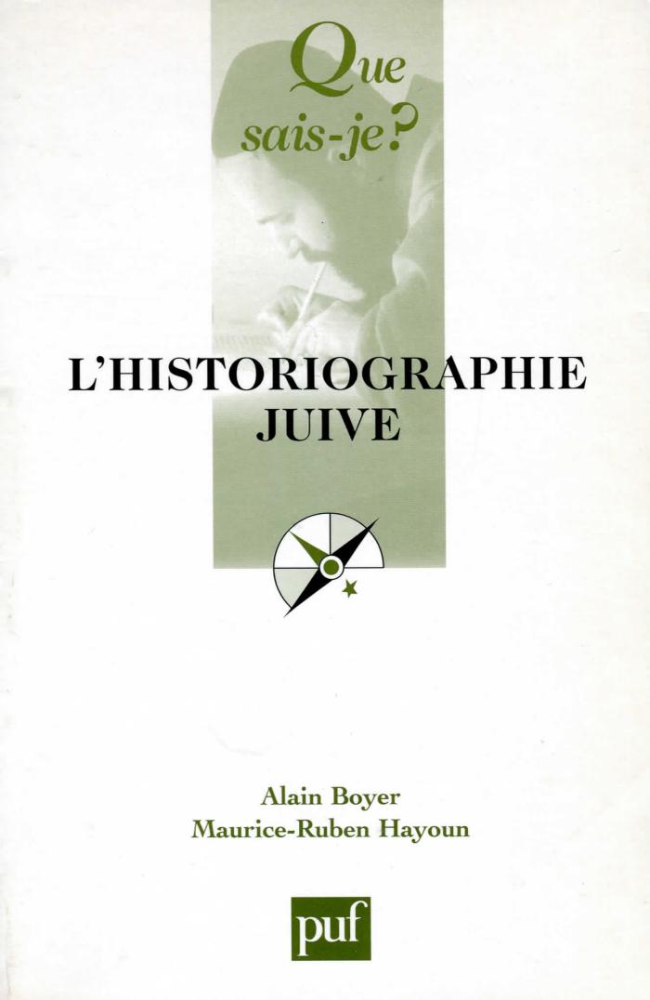 Que
sais-je?
L'HISTORIOGRAPHIE
JUIVE
Alain Boyer
Maurice-Ruben Hayoun
puf